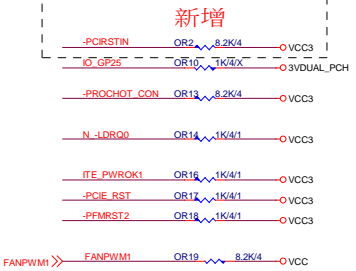 新增
-PCIRSTIN OR2 8.2K/4 VCC3
IO_GP25 OR10 1K/4/X 3VDUAL_PCH
-PROCHOT_CON OR13 8.2K/4 VCC3
N_-LDRQ0 OR14 1K/4/1 VCC3
ITE_PWROK1 OR16 1K/4/1 VCC3
-PCIE_RST OR17 1K/4/1 VCC3
-PFMRST2 OR18 1K/4/1 VCC3
FANPWM1 FANPWM1 OR19 8.2K/4 VCC